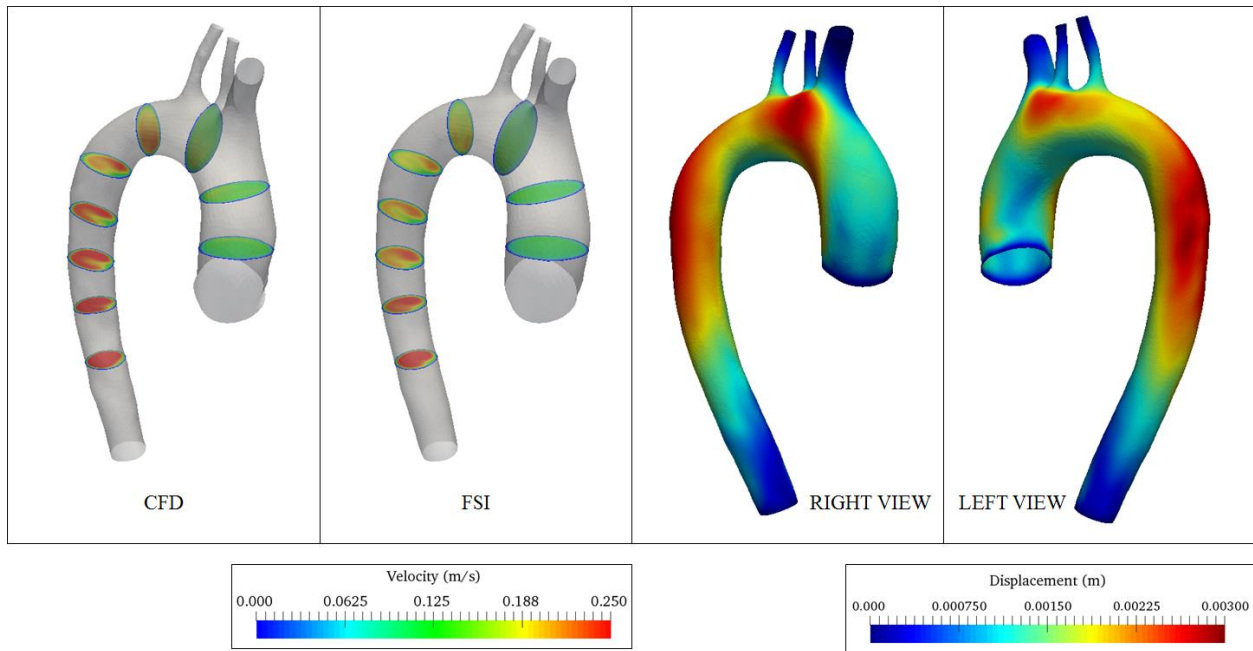 CFD
FSI
RIGHT VIEW
LEFT VIEW
Velocity (m/s)
0.000 0.0625 0.125 0.188 0.250
Displacement (m)
0.000 0.000750 0.00150 0.00225 0.00300